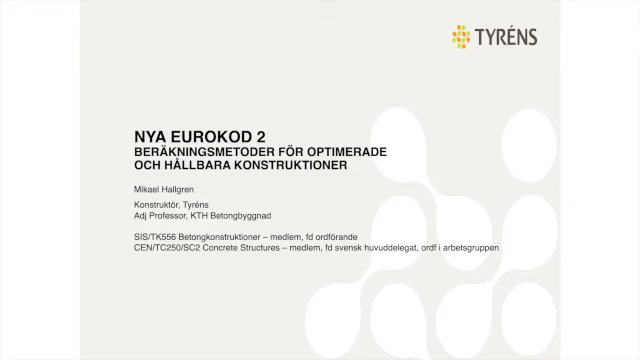 TYRÉNS
NYA EUROKOD 2
BERÄKNINGSMETODER FÖR OPTIMERADE
OCH HÅLLBARA KONSTRUKTIONER
Mikael Hallgren
Konstruktör, Tyréns
Adj Professor, KTH Betongbyggnad
SIS/TK556 Betongkonstruktioner – medlem, fd ordförande
CEN/TC250/SC2 Concrete Structures – medlem, fd svensk huvuddelegat, ordf i arbetsgruppen